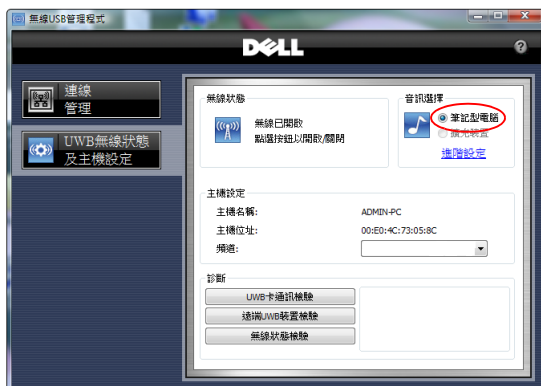 無線USB管理程式
DELL
?
連線
管理
UWB無線狀態
及主機設定
無線狀態
無線已開啟
點選按鈕以開啟/關閉
音訊選擇
筆記型電腦
擴充裝置
進階設定
主機設定
主機名稱: ADMIN-PC
主機位址: 00:E0:4C:73:05:8C
頻道:
診斷
UWB卡通訊檢驗
遠端UWB裝置檢驗
無線狀態檢驗